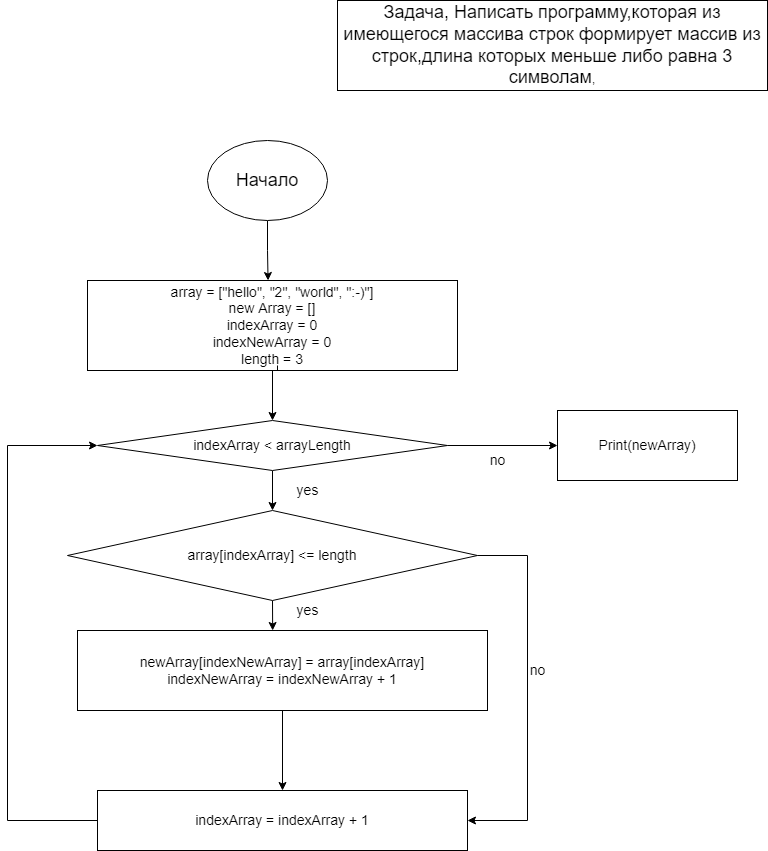 Задача, Написать программу,которая из
имеющегося массива строк формирует массив из
строк,длина которых меньше либо равна 3
символам,
Начало
array = ["hello", "2", "world", ":-)"]
new Array = []
indexArray = 0
indexNewArray = 0
length = 3
indexArray < arrayLength
no
Print(newArray)
yes
array[indexArray] <= length
yes
newArray[indexNewArray] = array[indexArray]
indexNewArray = indexNewArray + 1
no
indexArray = indexArray + 1